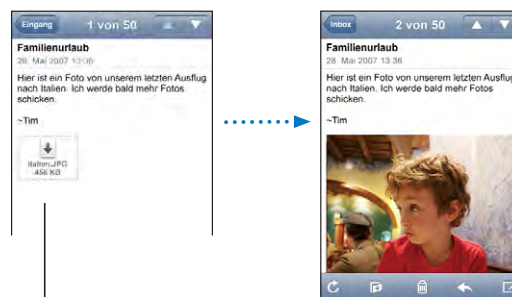 Eingang 1 von 50
Familienurlaub
28. Mai 2007 13:36
Hier ist ein Foto von unserem letzten Ausflug
nach Italien. Ich werde bald mehr Fotos
schicken.
~Tim
Italien.JPG
456 KB
Inbox 2 von 50
Familienurlaub
28. Mai 2007 13:36
Hier ist ein Foto von unserem letzten Ausflug
nach Italien. Ich werde bald mehr Fotos
schicken.
~Tim